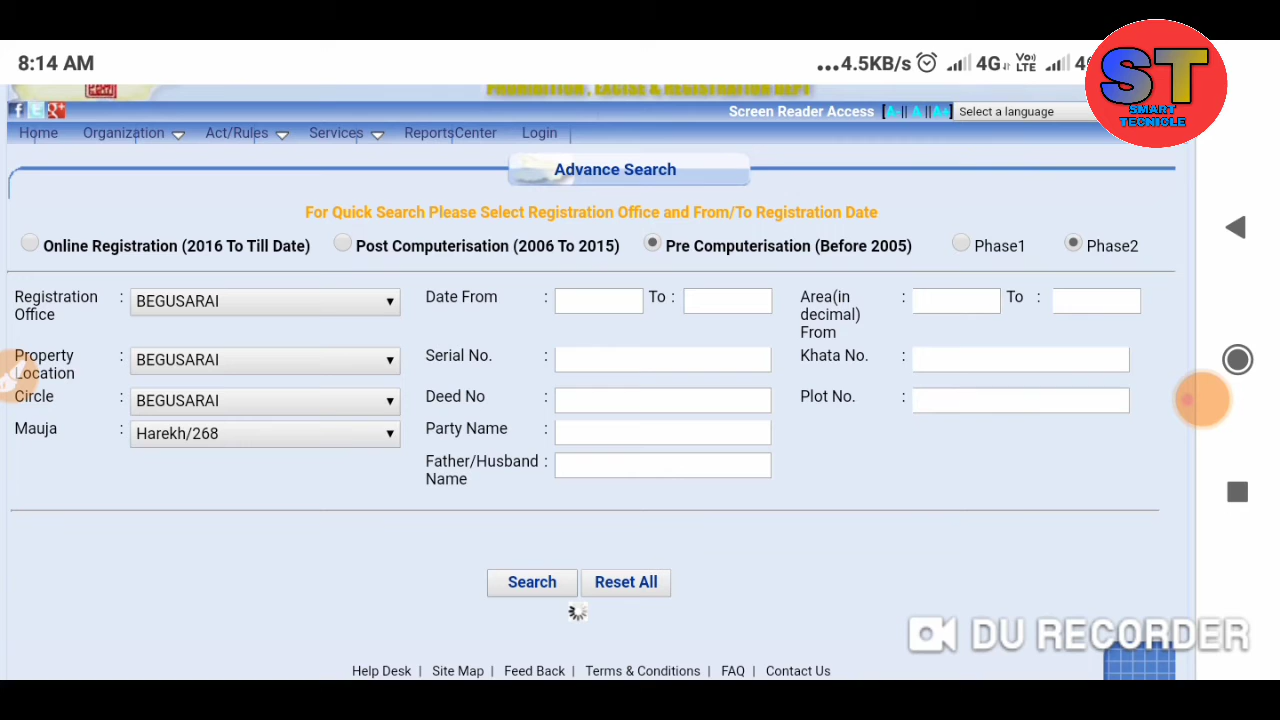 8:14 AM
...4.5KB/s 4G VoLTE
ST
SMART
TECNICLE
PROHIBITION , EXCISE & REGISTRATION DEPT
Screen Reader Access [A-|| A ||A+] Select a language
Home Organization Act/Rules Services ReportsCenter Login
Advance Search
For Quick Search Please Select Registration Office and From/To Registration Date
Online Registration (2016 To Till Date) Post Computerisation (2006 To 2015) Pre Computerisation (Before 2005) Phase1 Phase2
Registration Office : BEGUSARAI Date From : To : Area(in decimal) From : To :
Property Location : BEGUSARAI Serial No. : Khata No. :
Circle : BEGUSARAI Deed No : Plot No. :
Mauja : Harekh/268 Party Name :
Father/Husband Name :
Search Reset All
DU RECORDER
Help Desk | Site Map | Feed Back | Terms & Conditions | FAQ | Contact Us